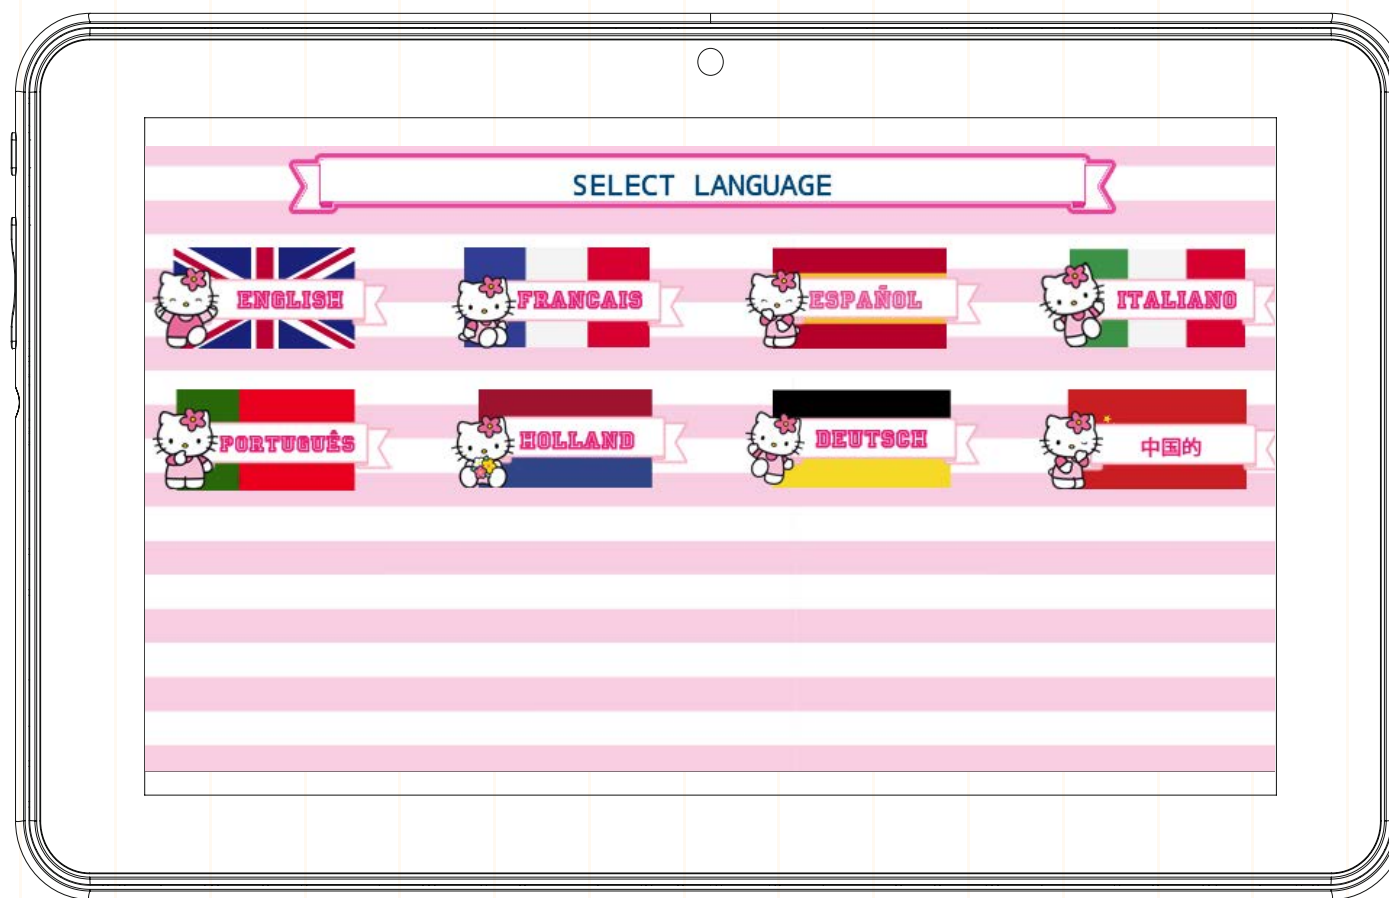 SELECT LANGUAGE
ENGLISH
FRANCAIS
ESPAÑOL
ITALIANO
PORTUGUÊS
HOLLAND
DEUTSCH
中国的